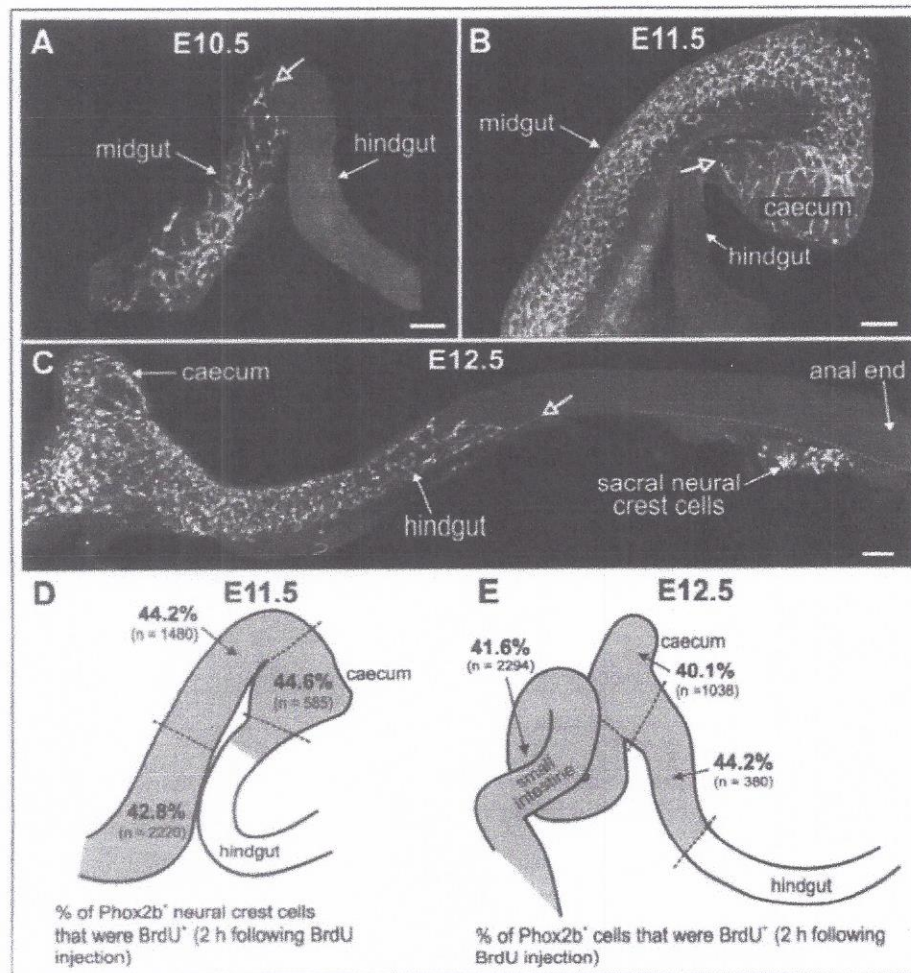 A
E10.5
midgut
hindgut
B
E11.5
midgut
caecum
hindgut
C
E12.5
caecum
anal end
hindgut
sacral neural
crest cells
D
E11.5
44.2%
(n = 1480)
44.6%
(n = 585)
caecum
42.8%
(n = 2220)
hindgut
% of Phox2b⁺ neural crest cells
that were BrdU⁺ (2 h following BrdU
injection)
E
E12.5
41.6%
(n = 2294)
caecum
40.1%
(n =1038)
44.2%
(n = 380)
small
intestine
hindgut
% of Phox2b⁺ cells that were BrdU⁺ (2 h following
BrdU injection)